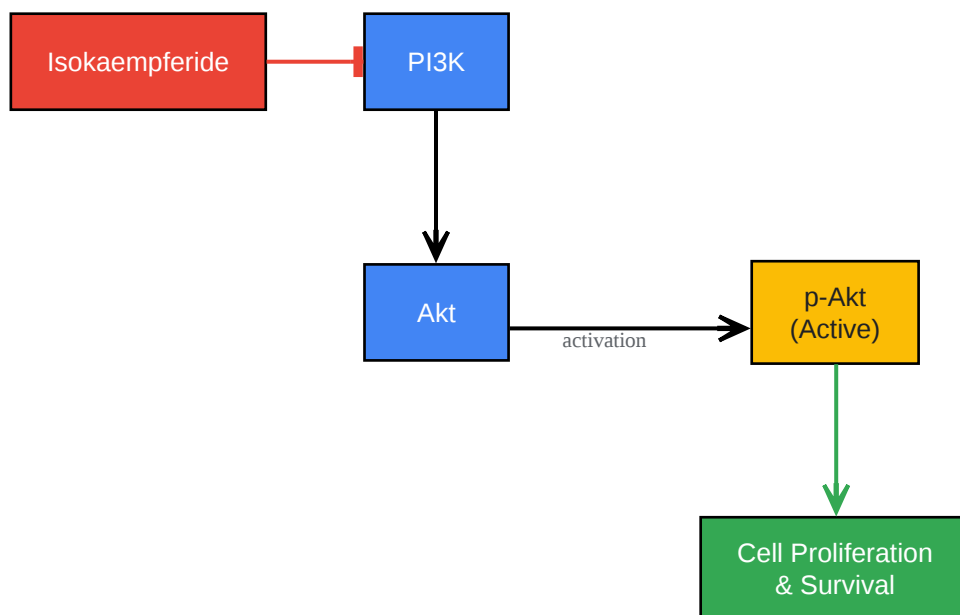 Isokaempferide
PI3K
Akt
activation
p-Akt
(Active)
Cell Proliferation
& Survival